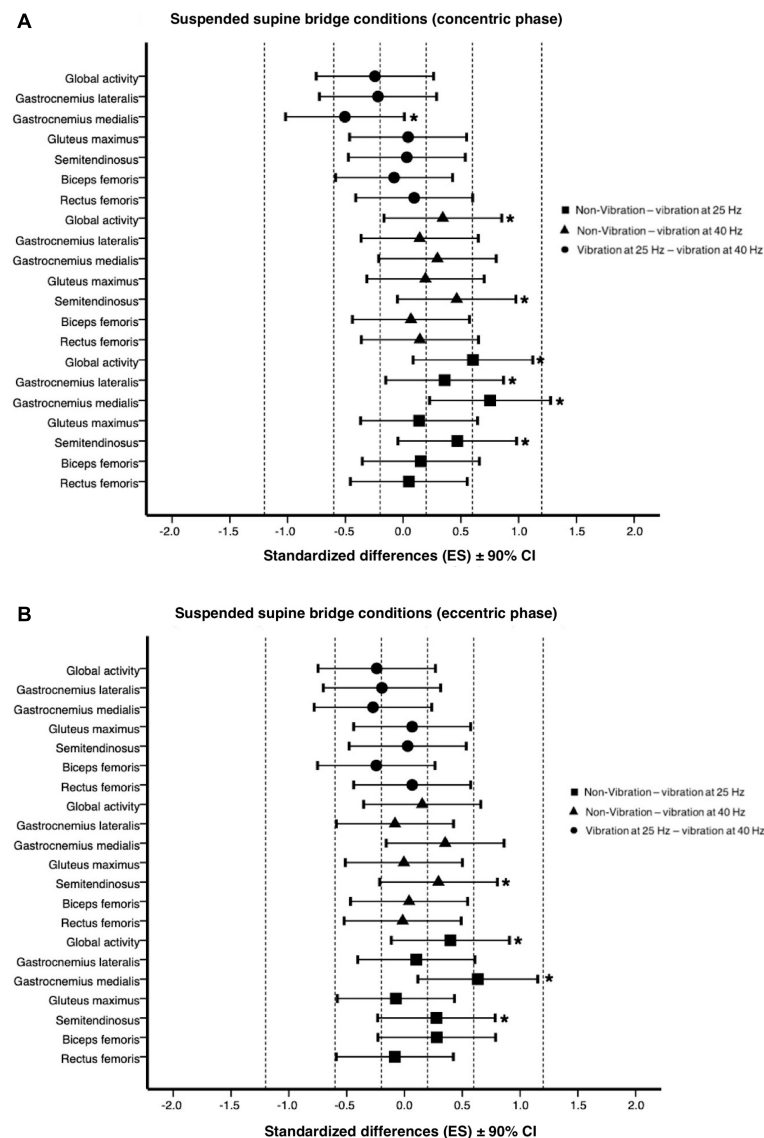 A
Suspended supine bridge conditions (concentric phase)
Global activity
Gastrocnemius lateralis
Gastrocnemius medialis
*
Gluteus maximus
Semitendinosus
Biceps femoris
Rectus femoris
Global activity
*
Gastrocnemius lateralis
Gastrocnemius medialis
Gluteus maximus
Semitendinosus
*
Biceps femoris
Rectus femoris
Global activity
*
Gastrocnemius lateralis
*
Gastrocnemius medialis
*
Gluteus maximus
Semitendinosus
*
Biceps femoris
Rectus femoris
Non-Vibration – vibration at 25 Hz
Non-Vibration – vibration at 40 Hz
Vibration at 25 Hz – vibration at 40 Hz
-2.0 -1.0 -0.5 0.0 0.5 1.0 2.0
Standardized differences (ES) ± 90% CI
B
Suspended supine bridge conditions (eccentric phase)
Global activity
Gastrocnemius lateralis
Gastrocnemius medialis
Gluteus maximus
Semitendinosus
Biceps femoris
Rectus femoris
Global activity
Gastrocnemius lateralis
Gastrocnemius medialis
Gluteus maximus
Semitendinosus
*
Biceps femoris
Rectus femoris
Global activity
*
Gastrocnemius lateralis
Gastrocnemius medialis
*
Gluteus maximus
Semitendinosus
*
Biceps femoris
Rectus femoris
Non-Vibration – vibration at 25 Hz
Non-Vibration – vibration at 40 Hz
Vibration at 25 Hz – vibration at 40 Hz
-2.0 -1.0 -0.5 0.0 0.5 1.0 2.0
Standardized differences (ES) ± 90% CI